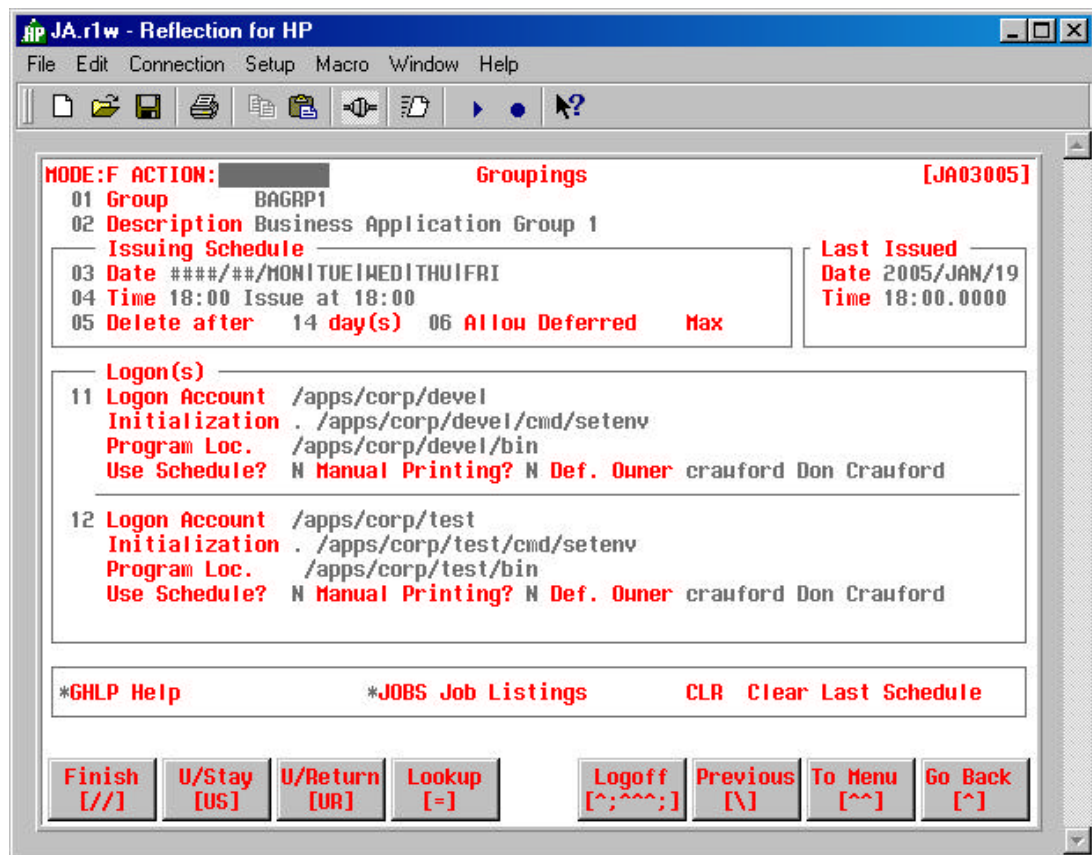 JA.r1w - Reflection for HP
File Edit Connection Setup Macro Window Help
MODE:F ACTION: Groupings [JA03005]
01 Group BAGRP1
02 Description Business Application Group 1
Issuing Schedule Last Issued
03 Date ####/##/MON|TUE|WED|THU|FRI Date 2005/JAN/19
04 Time 18:00 Issue at 18:00 Time 18:00.0000
05 Delete after 14 day(s) 06 Allow Deferred Max
Logon(s)
11 Logon Account /apps/corp/devel
Initialization . /apps/corp/devel/cmd/setenv
Program Loc. /apps/corp/devel/bin
Use Schedule? N Manual Printing? N Def. Owner crawford Don Crawford
12 Logon Account /apps/corp/test
Initialization . /apps/corp/test/cmd/setenv
Program Loc. /apps/corp/test/bin
Use Schedule? N Manual Printing? N Def. Owner crawford Don Crawford
*GHLP Help *JOBS Job Listings CLR Clear Last Schedule
Finish U/Stay U/Return Lookup Logoff Previous To Menu Go Back
[//] [US] [UR] [=] [^;^^^;] [\] [^^] [^]